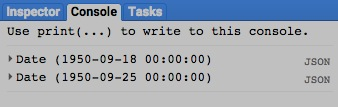 Inspector Console Tasks
Use print(...) to write to this console.
Date (1950-09-18 00:00:00) JSON
Date (1950-09-25 00:00:00) JSON